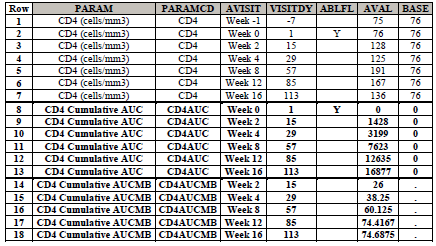 Row PARAM PARAMCD AVISIT VISITDY ABLFL AVAL BASE
1 CD4 (cells/mm3) CD4 Week -1 -7 75 76
2 CD4 (cells/mm3) CD4 Week 0 1 Y 76 76
3 CD4 (cells/mm3) CD4 Week 2 15 128 76
4 CD4 (cells/mm3) CD4 Week 4 29 125 76
5 CD4 (cells/mm3) CD4 Week 8 57 191 76
6 CD4 (cells/mm3) CD4 Week 12 85 167 76
7 CD4 (cells/mm3) CD4 Week 16 113 136 76
8 CD4 Cumulative AUC CD4AUC Week 0 1 Y 0 0
9 CD4 Cumulative AUC CD4AUC Week 2 15 1428 0
10 CD4 Cumulative AUC CD4AUC Week 4 29 3199 0
11 CD4 Cumulative AUC CD4AUC Week 8 57 7623 0
12 CD4 Cumulative AUC CD4AUC Week 12 85 12635 0
13 CD4 Cumulative AUC CD4AUC Week 16 113 16877 0
14 CD4 Cumulative AUCMB CD4AUCMB Week 2 15 26 .
15 CD4 Cumulative AUCMB CD4AUCMB Week 4 29 38.25 .
16 CD4 Cumulative AUCMB CD4AUCMB Week 8 57 60.125 .
17 CD4 Cumulative AUCMB CD4AUCMB Week 12 85 74.4167 .
18 CD4 Cumulative AUCMB CD4AUCMB Week 16 113 74.6875 .